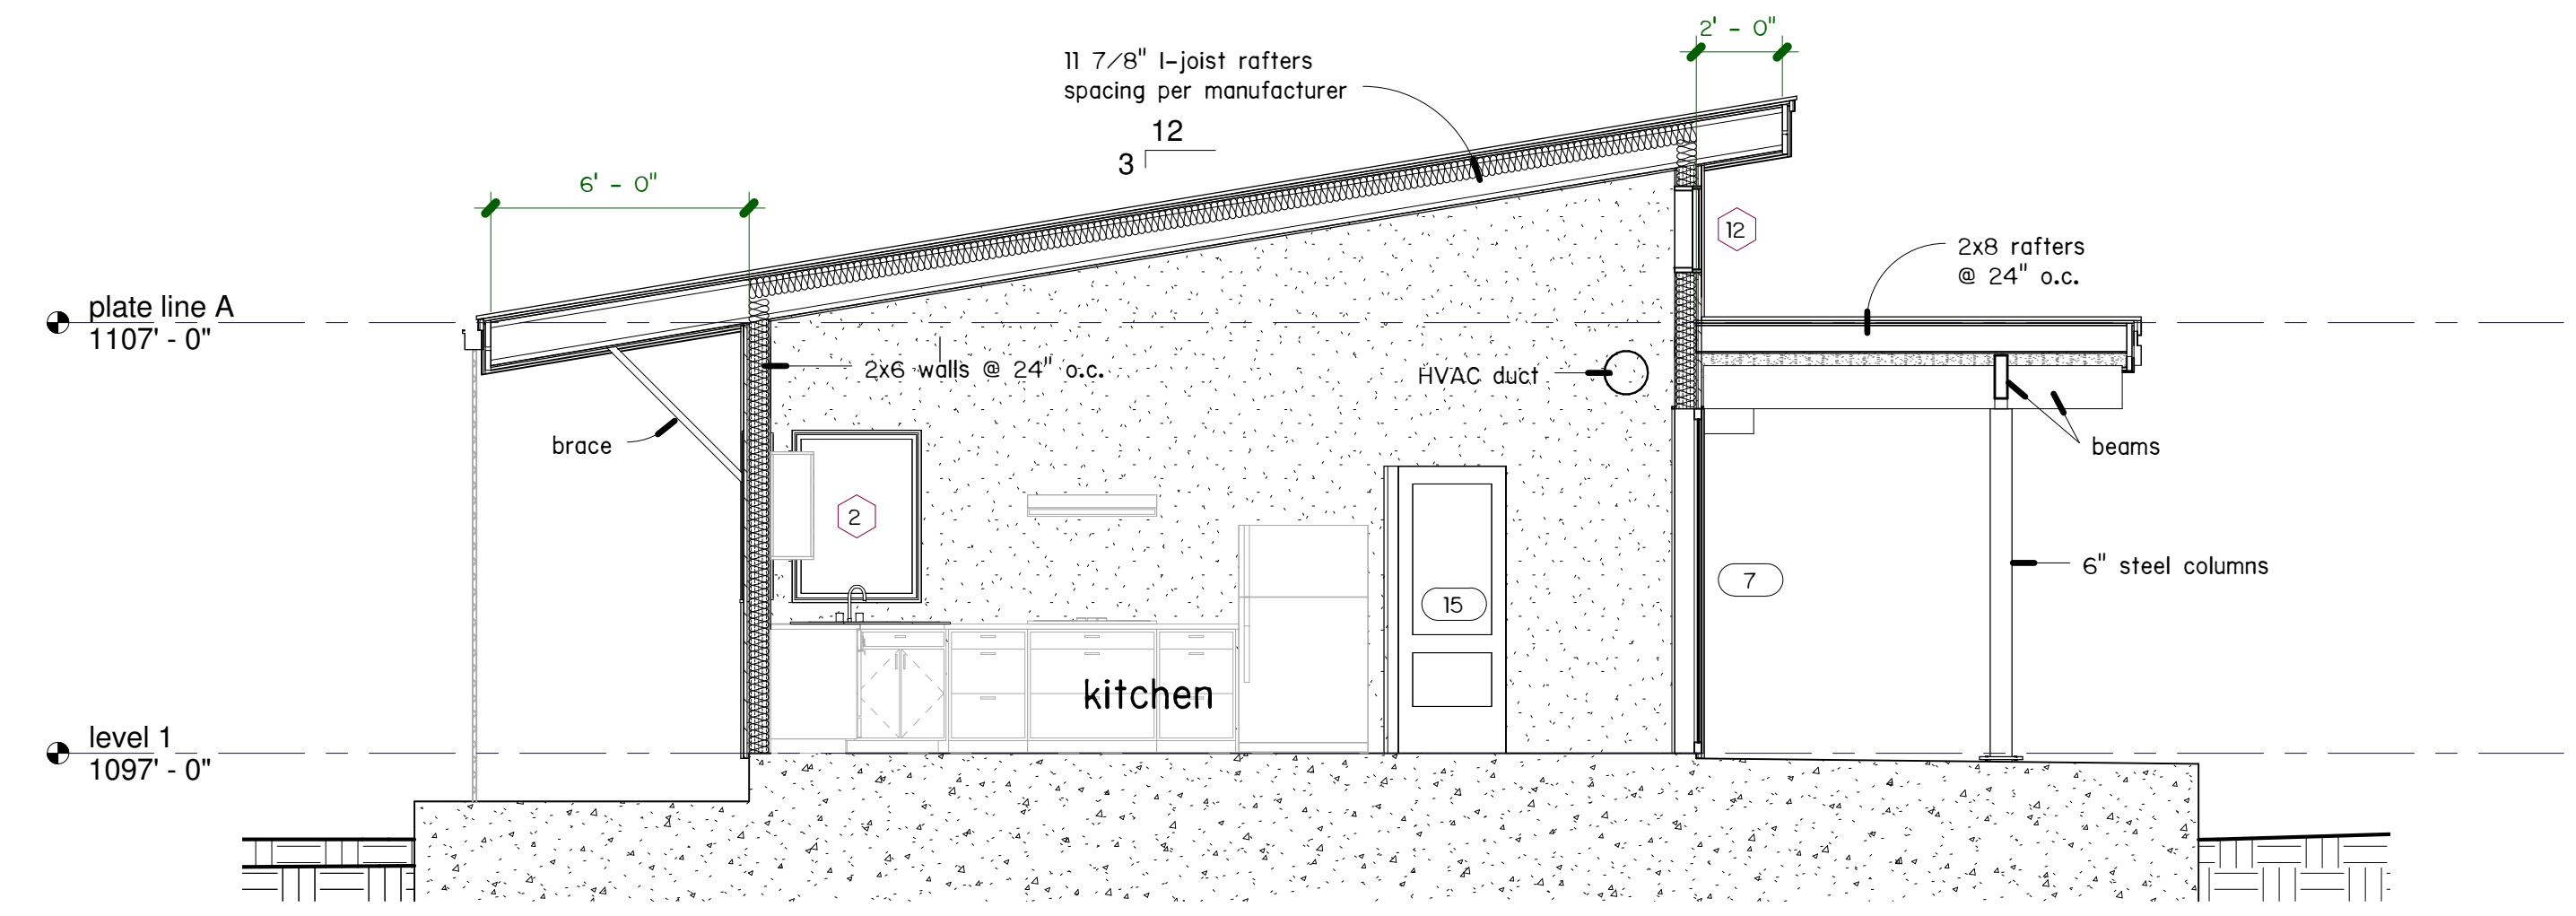 2' - 0"
11 7/8" I-joist rafters
spacing per manufacturer
12
3
6' - 0"
12
2x8 rafters
@ 24" o.c.
plate line A
1107' - 0"
2x6 walls @ 24" o.c.
HVAC duct
brace
beams
2
7
6" steel columns
15
kitchen
level 1
1097' - 0"